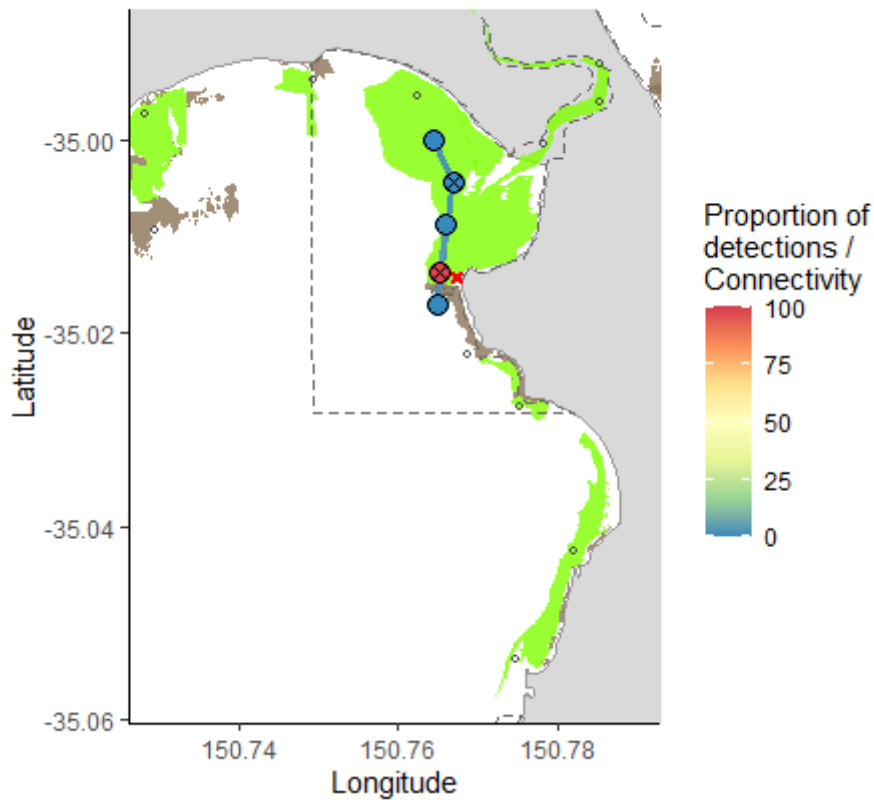 -35.00
-35.02
-35.04
-35.06
Latitude
150.74 150.76 150.78
Longitude
Proportion of
detections /
Connectivity
100
75
50
25
0